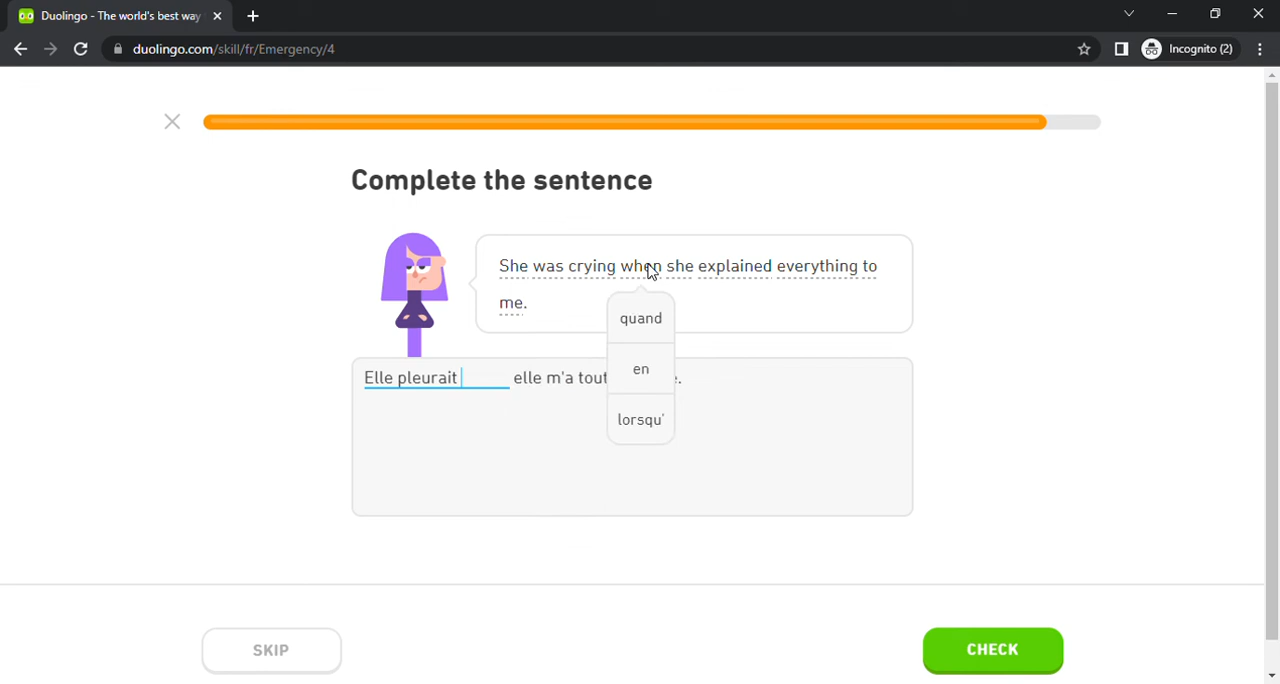 Duolingo - The world's best way
duolingo.com/skill/fr/Emergency/4
Incognito (2)
Complete the sentence
She was crying when she explained everything to
me.
quand
en
lorsqu'
Elle pleurait elle m'a tout .
SKIP
CHECK